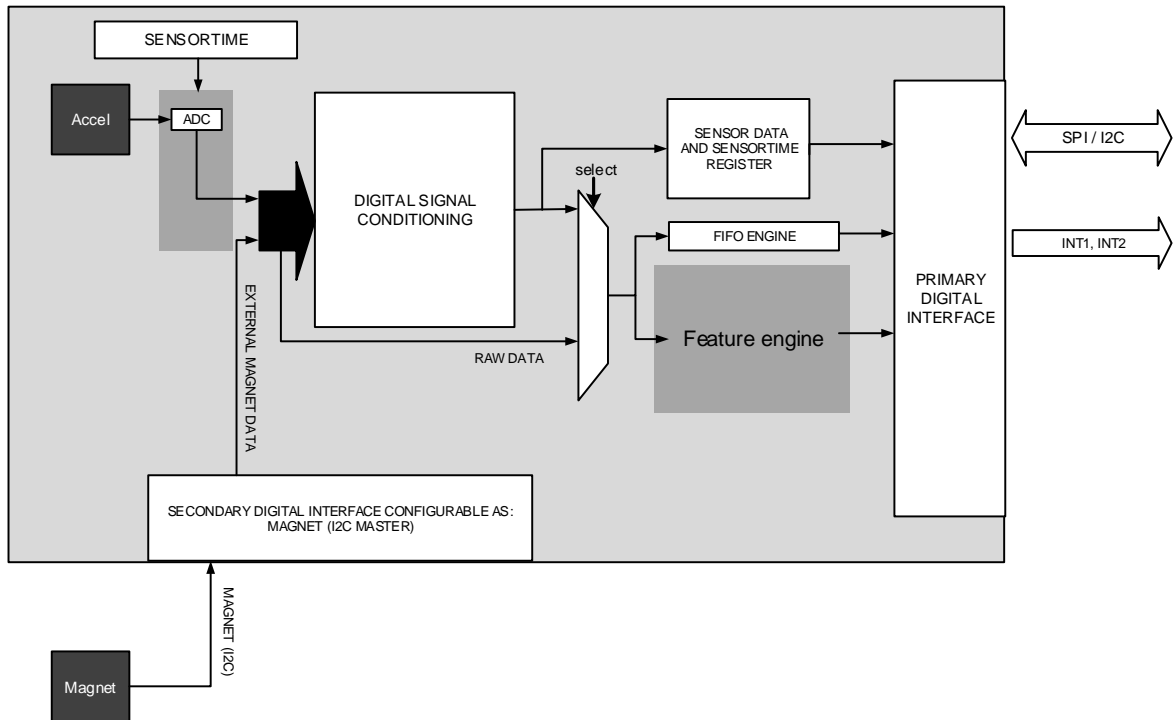 SENSORTIME
Accel
ADC
DIGITAL SIGNAL
CONDITIONING
SENSOR DATA
AND SENSORTIME
REGISTER
select
FIFO ENGINE
Feature engine
RAW DATA
EXTERNAL MAGNET DATA
PRIMARY
DIGITAL
INTERFACE
SPI / I2C
INT1, INT2
SECONDARY DIGITAL INTERFACE CONFIGURABLE AS:
MAGNET (I2C MASTER)
MAGNET (I2C)
Magnet